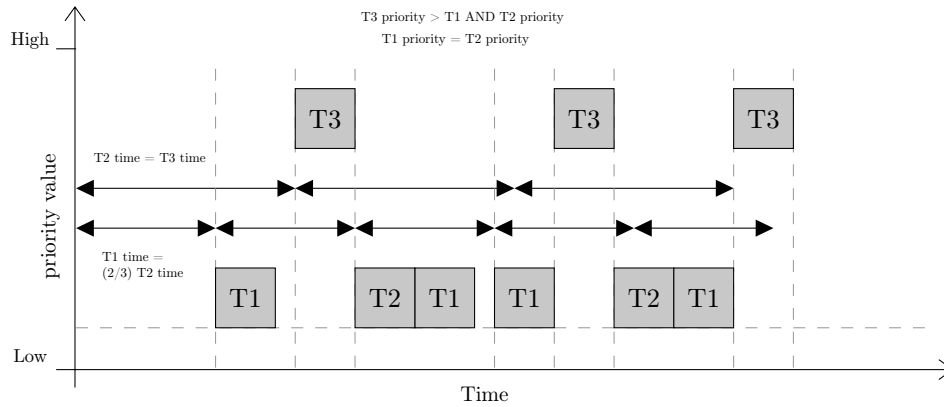 T3 priority > T1 AND T2 priority
T1 priority = T2 priority
High
T3
T3
T3
T2 time = T3 time
priority value
T1 time =
(2/3) T2 time
T1
T2
T1
T1
T2
T1
Low
Time